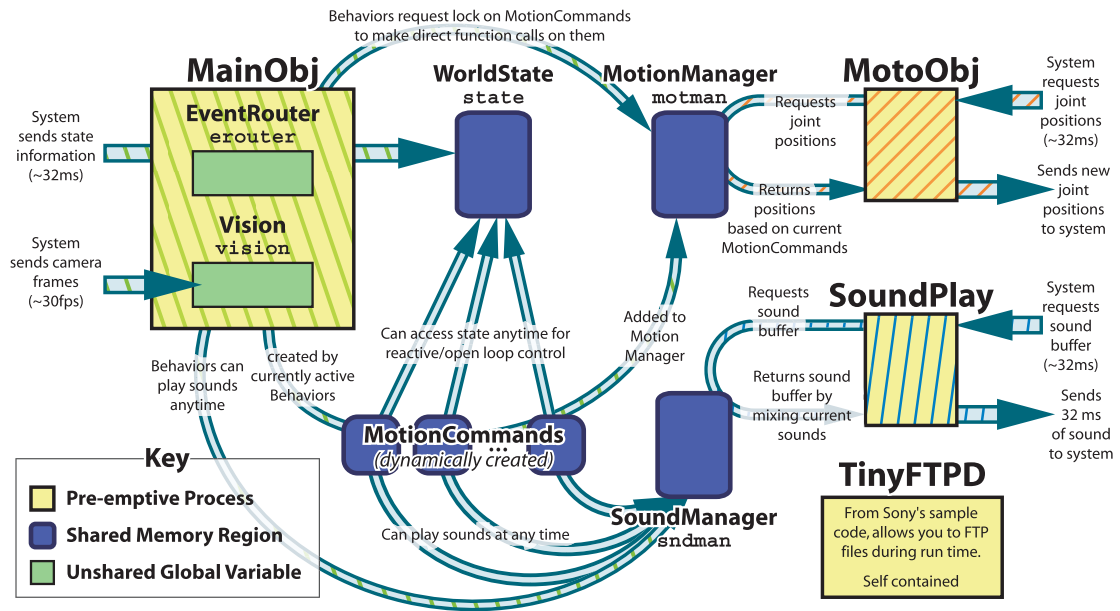 Behaviors request lock on MotionCommands
to make direct function calls on them
MainObj
EventRouter
erouter
Vision
vision
System
sends state
information
(~32ms)
System
sends camera
frames
(~30fps)
WorldState
state
MotionManager
motman
Requests
joint
positions
Returns
positions
based on current
MotionCommands
MotoObj
System
requests
joint
positions
(~32ms)
Sends new
joint
positions
to system
Behaviors can
play sounds
anytime
created by
currently active
Behaviors
Can access state anytime for
reactive/open loop control
Added to
Motion
Manager
Requests
sound
buffer
Returns sound
buffer by
mixing current
sounds
SoundPlay
System
requests
sound
buffer
(~32ms)
Sends
32 ms
of sound
to system
MotionCommands
...
(dynamically created)
Can play sounds at any time
SoundManager
sndman
Key
Pre-emptive Process
Shared Memory Region
Unshared Global Variable
TinyFTPD
From Sony's sample
code, allows you to FTP
files during run time.
Self contained